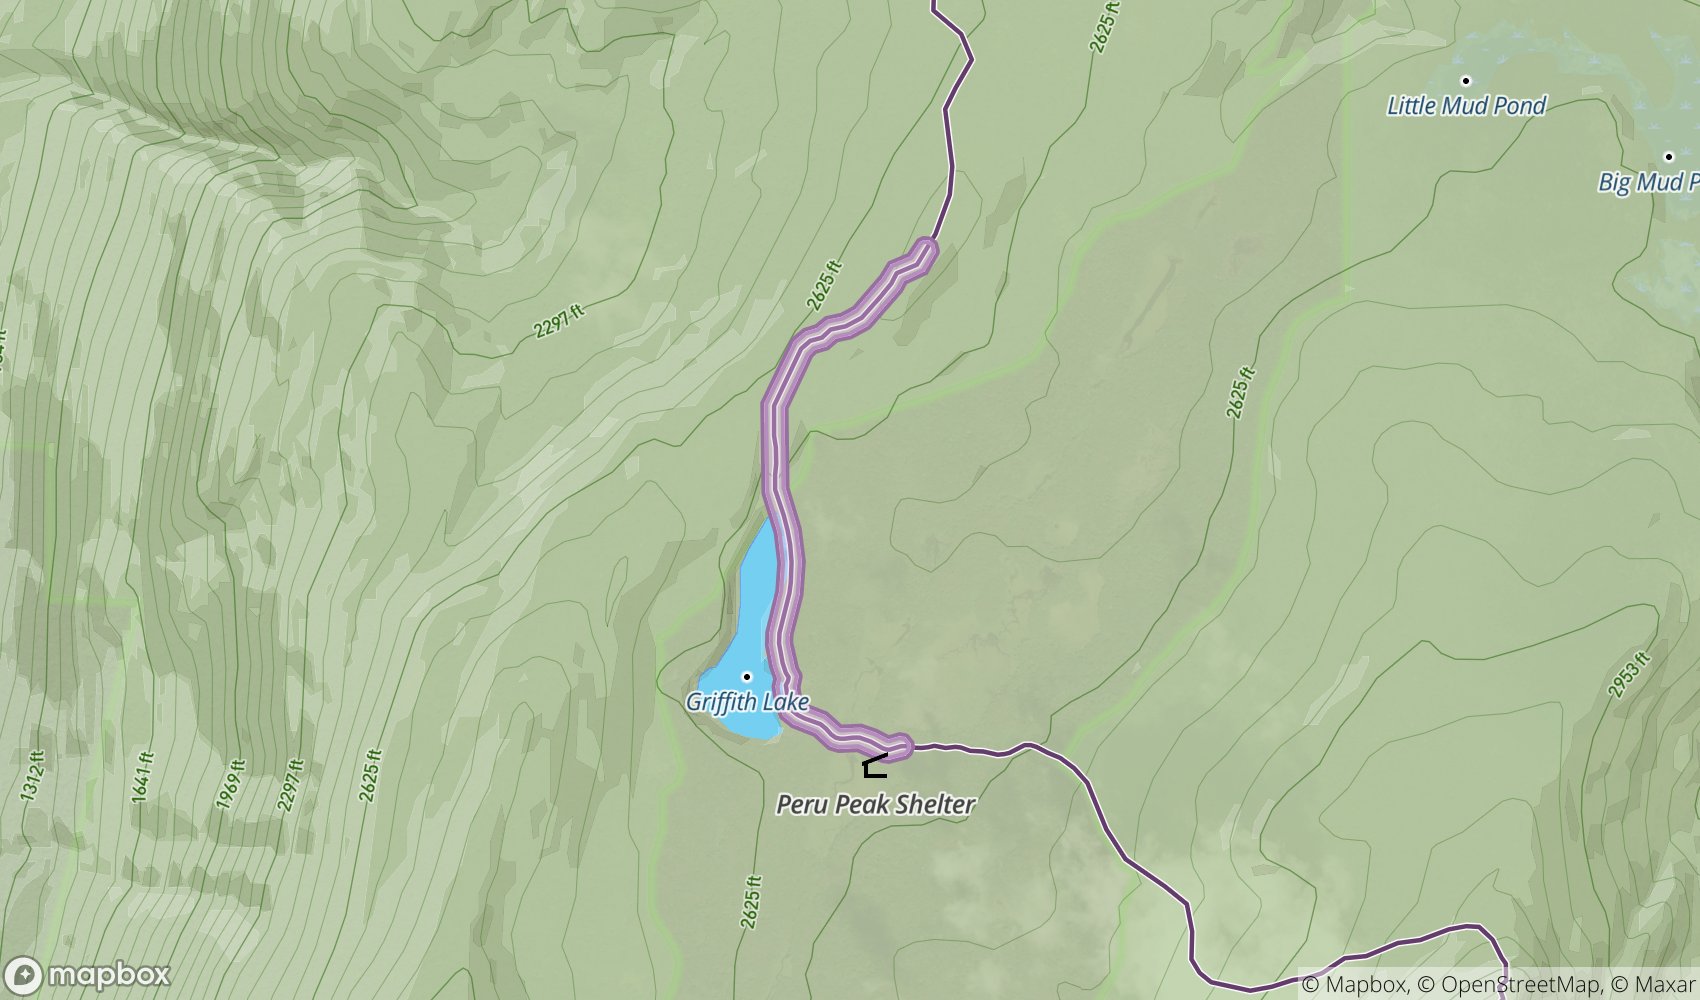 2625 ft
Little Mud Pond
Big Mud P
2625 ft
2297 ft
2625 ft
2953 ft
Griffith Lake
1312 ft
1641 ft
1969 ft
2297 ft
2625 ft
Peru Peak Shelter
2625 ft
mapbox
© Mapbox, © OpenStreetMap, © Maxar